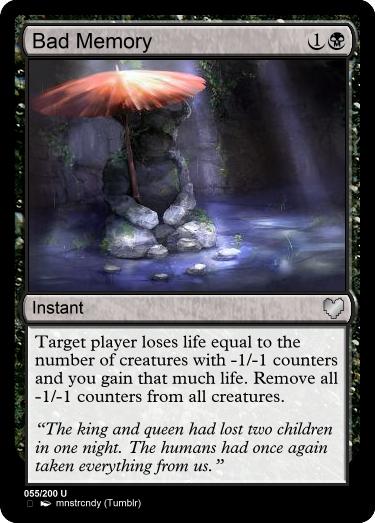 Bad Memory 1
Instant
Target player loses life equal to the
number of creatures with -1/-1 counters
and you gain that much life. Remove all
-1/-1 counters from all creatures.
“The king and queen had lost two children
in one night. The humans had once again
taken everything from us.”
055/200 U
mnstrcndy (Tumblr)